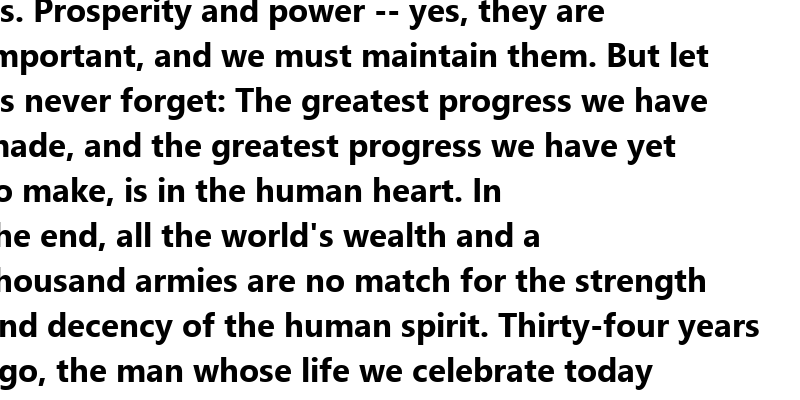 s. Prosperity and power -- yes, they are
mportant, and we must maintain them. But let
s never forget: The greatest progress we have
made, and the greatest progress we have yet
o make, is in the human heart. In
he end, all the world's wealth and a
housand armies are no match for the strength
nd decency of the human spirit. Thirty-four years
go, the man whose life we celebrate today